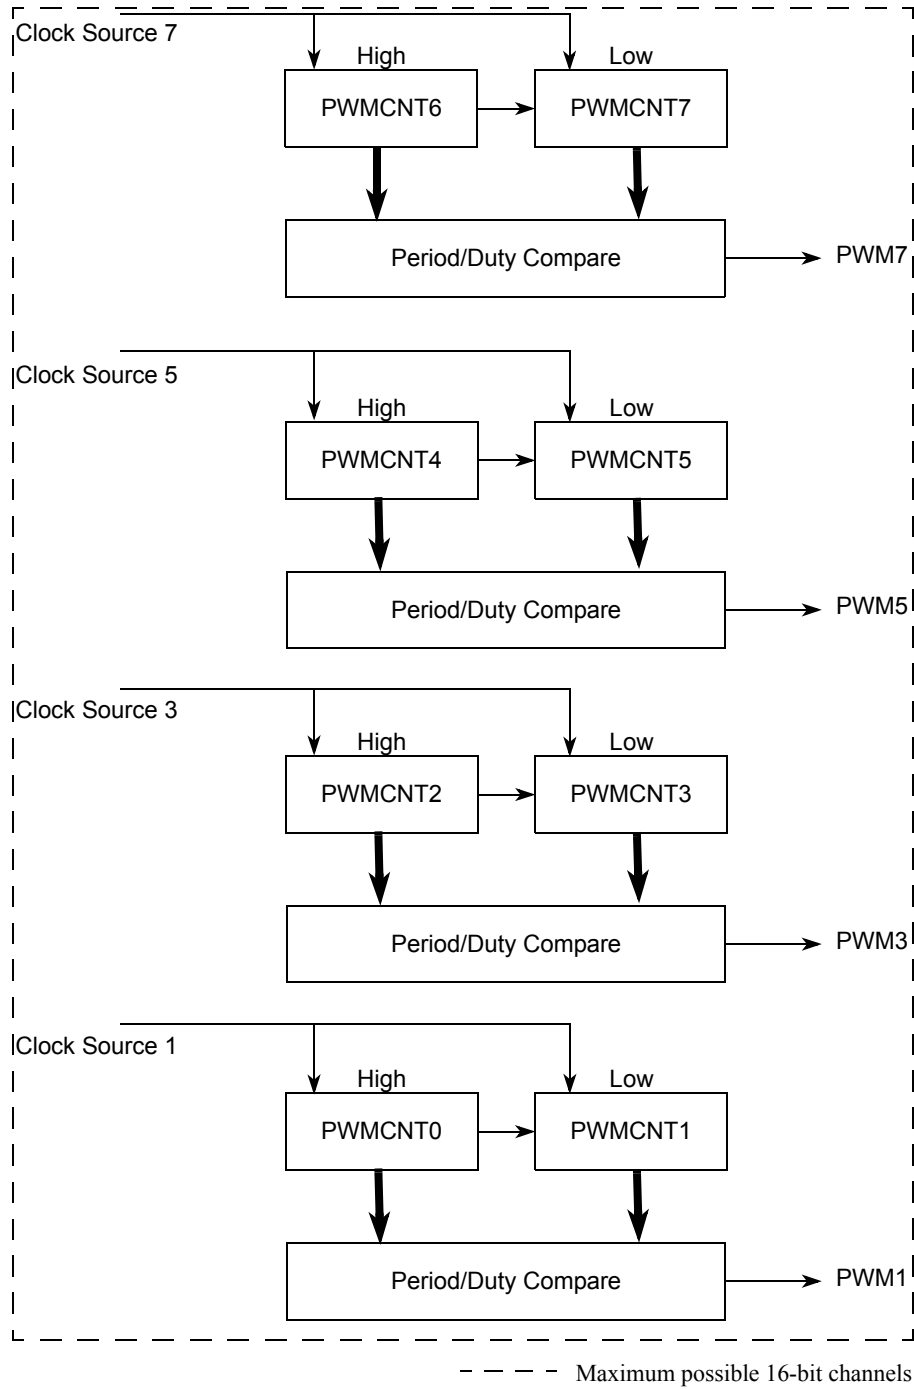 Clock Source 7
High
Low
PWMCNT6
PWMCNT7
Period/Duty Compare
PWM7
Clock Source 5
High
Low
PWMCNT4
PWMCNT5
Period/Duty Compare
PWM5
Clock Source 3
High
Low
PWMCNT2
PWMCNT3
Period/Duty Compare
PWM3
Clock Source 1
High
Low
PWMCNT0
PWMCNT1
Period/Duty Compare
PWM1
Maximum possible 16-bit channels